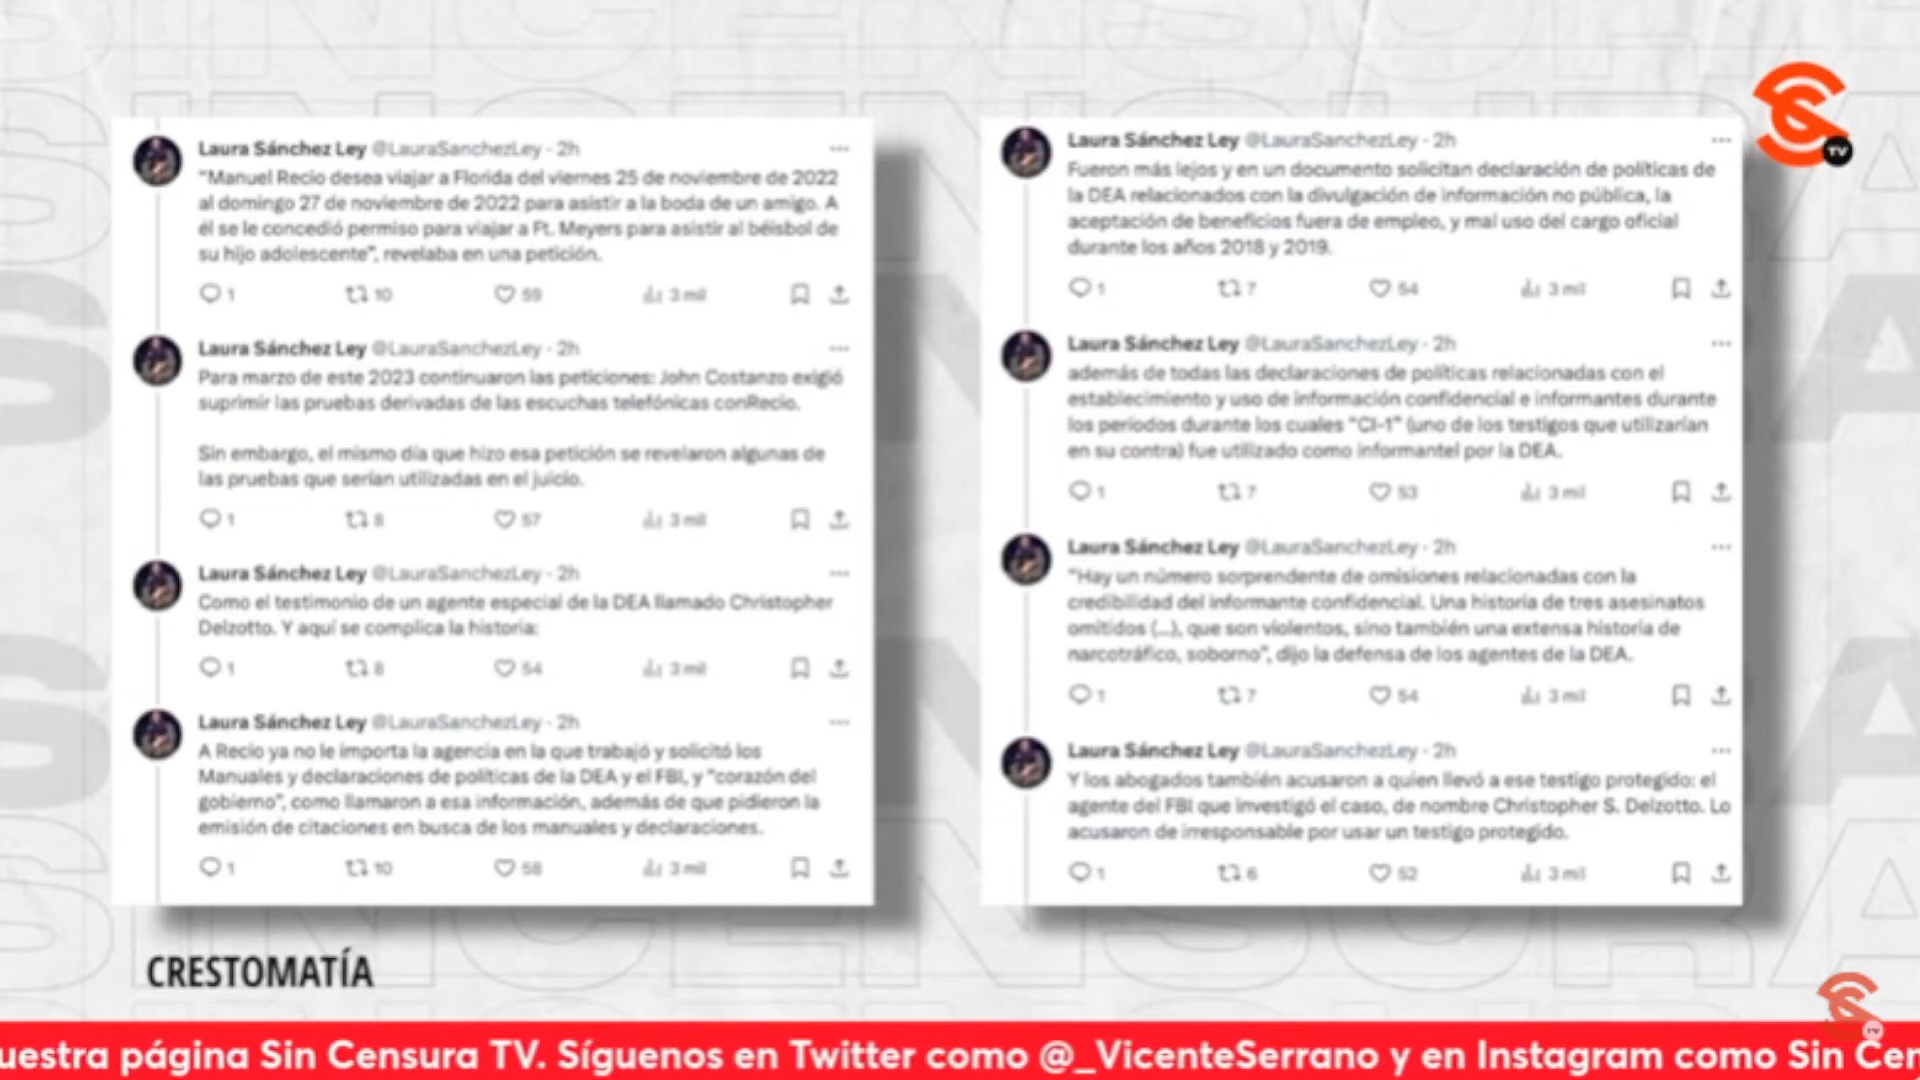 Laura Sánchez Ley @LauraSanchezLey · 2h
"Manuel Recio desea viajar a Florida del viernes 25 de noviembre de 2022
al domingo 27 de noviembre de 2022 para asistir a la boda de un amigo. A
él se le concedió permiso para viajar a Ft. Meyers para asistir al béisbol de
su hijo adolescente", revelaba en una petición.
1 10 59 3 mil
Laura Sánchez Ley @LauraSanchezLey · 2h
Para marzo de este 2023 continuaron las peticiones: John Costanzo exigió
suprimir las pruebas derivadas de las escuchas telefónicas conRecio.
Sin embargo, el mismo día que hizo esa petición se revelaron algunas de
las pruebas que serían utilizadas en el juicio.
1 8 57 3 mil
Laura Sánchez Ley @LauraSanchezLey · 2h
Como el testimonio de un agente especial de la DEA llamado Christopher
Delzotto. Y aquí se complica la historia:
1 8 54 3 mil
Laura Sánchez Ley @LauraSanchezLey · 2h
A Recio ya no le importa la agencia en la que trabajó y solicitó los
Manuales y declaraciones de políticas de la DEA y el FBI, y "corazón del
gobierno", como llamaron a esa información, además de que pidieron la
emisión de citaciones en busca de los manuales y declaraciones.
1 10 58 3 mil
Laura Sánchez Ley @LauraSanchezLey · 2h
Fueron más lejos y en un documento solicitan declaración de políticas de
la DEA relacionados con la divulgación de información no pública, la
aceptación de beneficios fuera de empleo, y mal uso del cargo oficial
durante los años 2018 y 2019.
1 7 54 3 mil
Laura Sánchez Ley @LauraSanchezLey · 2h
además de todas las declaraciones de políticas relacionadas con el
establecimiento y uso de información confidencial e informantes durante
los períodos durante los cuales "CI-1" (uno de los testigos que utilizarían
en su contra) fue utilizado como informantel por la DEA.
1 7 53 3 mil
Laura Sánchez Ley @LauraSanchezLey · 2h
"Hay un número sorprendente de omisiones relacionadas con la
credibilidad del informante confidencial. Una historia de tres asesinatos
omitidos (...), que son violentos, sino también una extensa historia de
narcotráfico, soborno", dijo la defensa de los agentes de la DEA.
1 7 54 3 mil
Laura Sánchez Ley @LauraSanchezLey · 2h
Y los abogados también acusaron a quien llevó a ese testigo protegido: el
agente del FBI que investigó el caso, de nombre Christopher S. Delzotto. Lo
acusaron de irresponsable por usar un testigo protegido.
1 6 52 3 mil
TV
CRESTOMATÍA
uestra página Sin Censura TV. Síguenos en Twitter como @_VicenteSerrano y en Instagram como Sin Cen